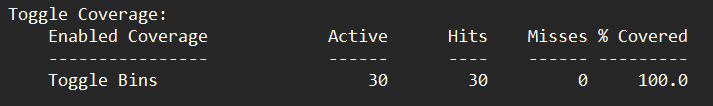 Toggle Coverage:
    Enabled Coverage            Active      Hits    Misses % Covered
    ----------------            ------      ----    ------ ---------
    Toggle Bins                     30        30         0     100.0